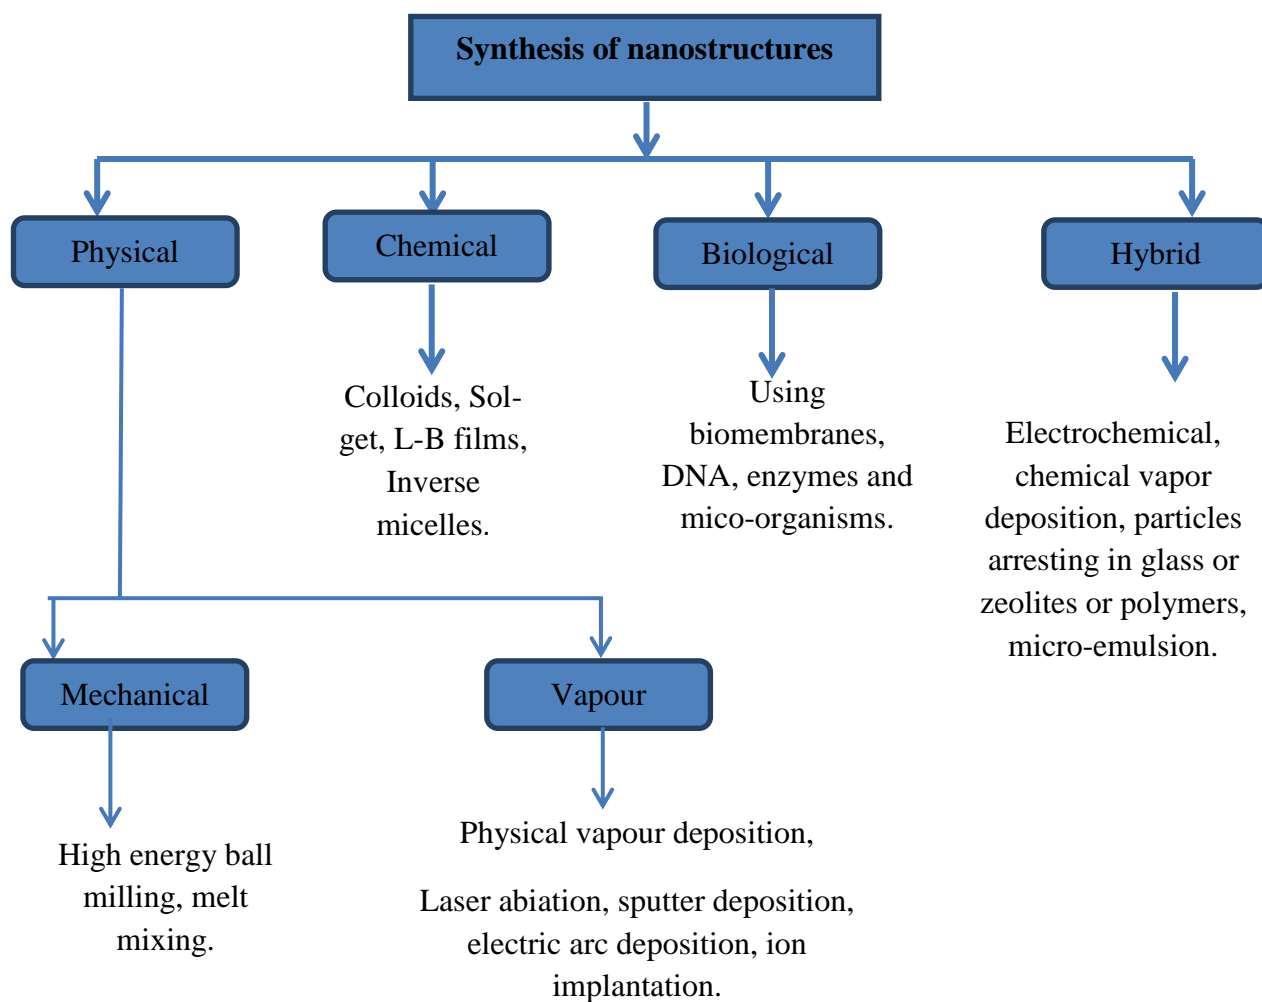 Synthesis of nanostructures
Physical
Chemical
Biological
Hybrid
Colloids, Sol-
get, L-B films,
Inverse
micelles.
Using
biomembranes,
DNA, enzymes and
mico-organisms.
Electrochemical,
chemical vapor
deposition, particles
arresting in glass or
zeolites or polymers,
micro-emulsion.
Mechanical
Vapour
High energy ball
milling, melt
mixing.
Physical vapour deposition,
Laser abiation, sputter deposition,
electric arc deposition, ion
implantation.